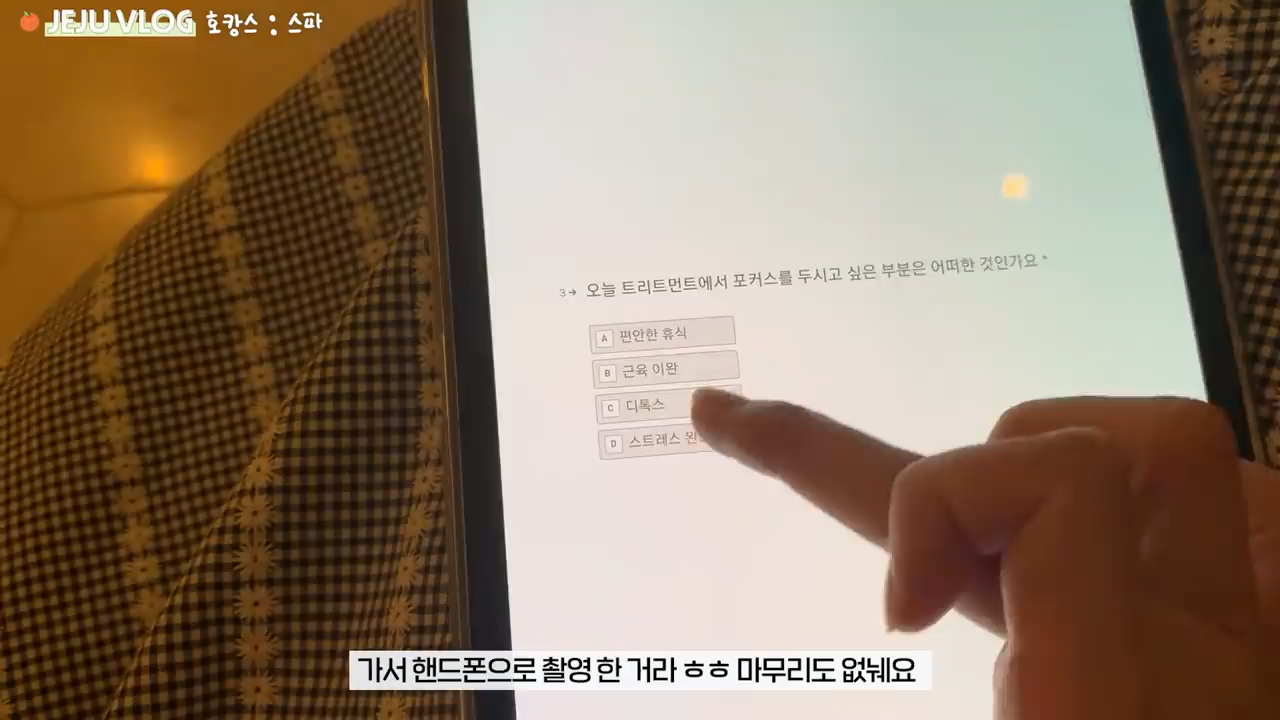 JEJU VLOG 호캉스 : 스파
3→ 오늘 트리트먼트에서 포커스를 두시고 싶은 부분은 어떠한 것인가요 *
A 편안한 휴식
B 근육 이완
C 디톡스
D 스트레스
가서 핸드폰으로 촬영 한 거라 ㅎㅎ 마무리도 없눼요